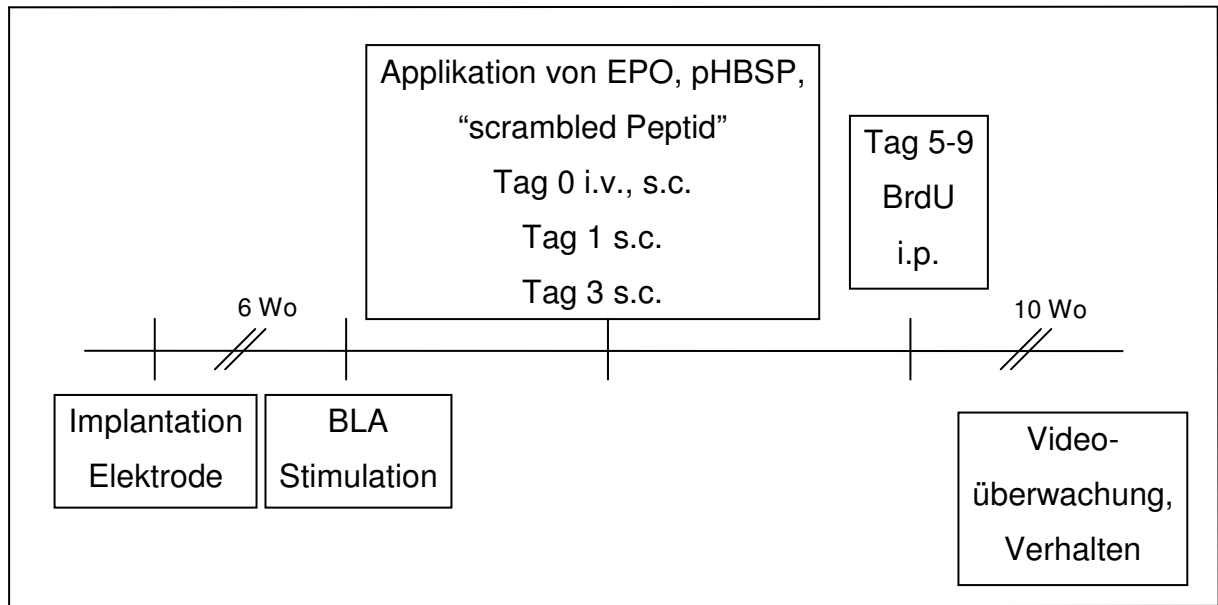 Applikation von EPO, pHBSP,
“scrambled Peptid”
Tag 0 i.v., s.c.
Tag 1 s.c.
Tag 3 s.c.
Tag 5-9
BrdU
i.p.
6 Wo
10 Wo
Implantation
Elektrode
BLA
Stimulation
Video-
überwachung,
Verhalten